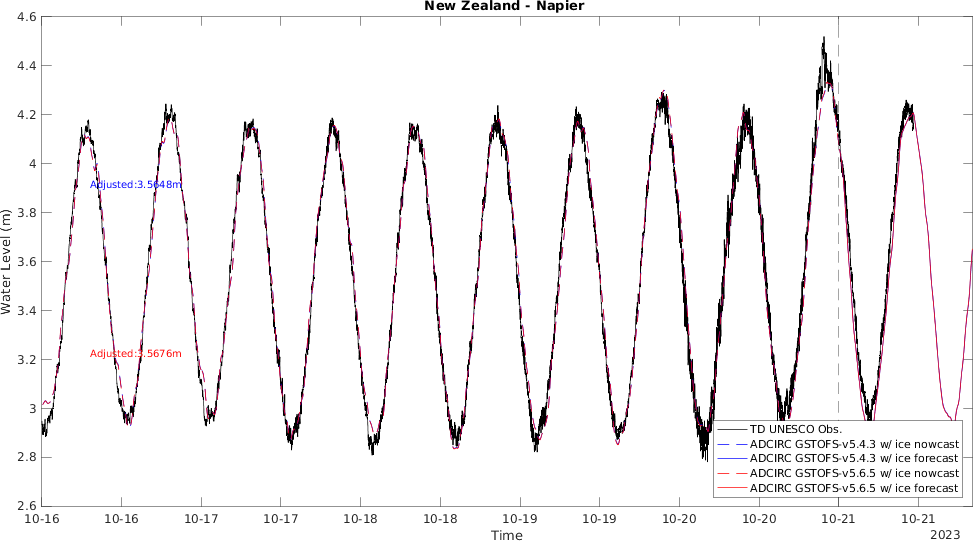 New Zealand - Napier
4.6
4.4
4.2
4
3.8
3.6
3.4
3.2
3
2.8
2.6
Water Level (m)
Adjusted:3.5648m
Adjusted:3.5676m
TD UNESCO Obs.
ADCIRC GSTOFS-v5.4.3 w/ ice nowcast
ADCIRC GSTOFS-v5.4.3 w/ ice forecast
ADCIRC GSTOFS-v5.6.5 w/ ice nowcast
ADCIRC GSTOFS-v5.6.5 w/ ice forecast
10-16 10-16 10-17 10-17 10-18 10-18 10-19 10-19 10-20 10-20 10-21 10-21
2023
Time